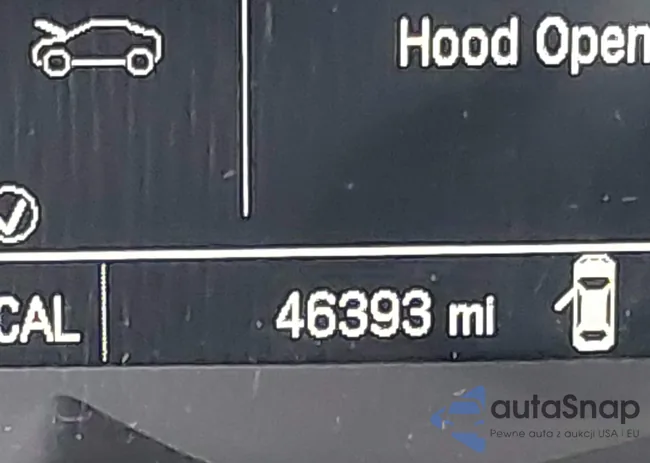 Hood Open
CAL
46393 mi
autaSnap
Pewne auta z aukcji USA i EU